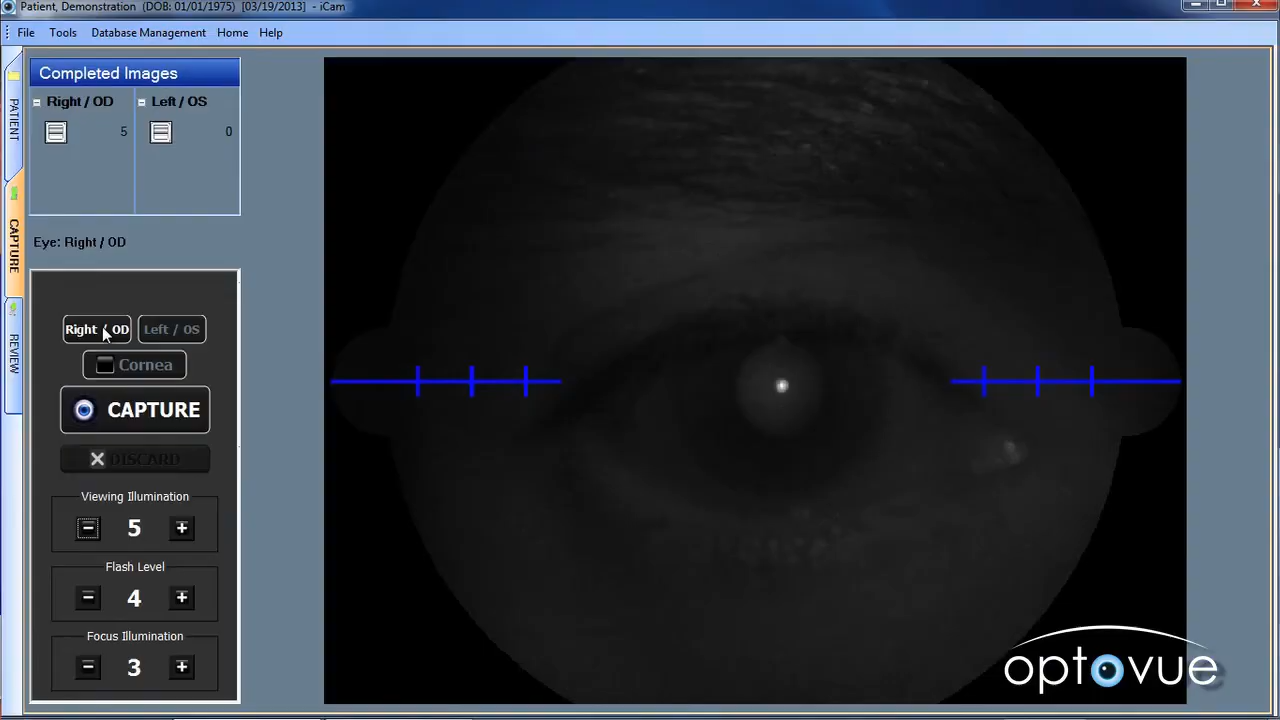 Patient, Demonstration (DOB: 01/01/1975) [03/19/2013] - iCam
File Tools Database Management Home Help
PATIENT
CAPTURE
REVIEW
Completed Images
Right / OD Left / OS
5 0
Eye: Right / OD
Right / OD Left / OS
Cornea
CAPTURE
DISCARD
Viewing Illumination
− 5 +
Flash Level
− 4 +
Focus Illumination
− 3 +
optovue